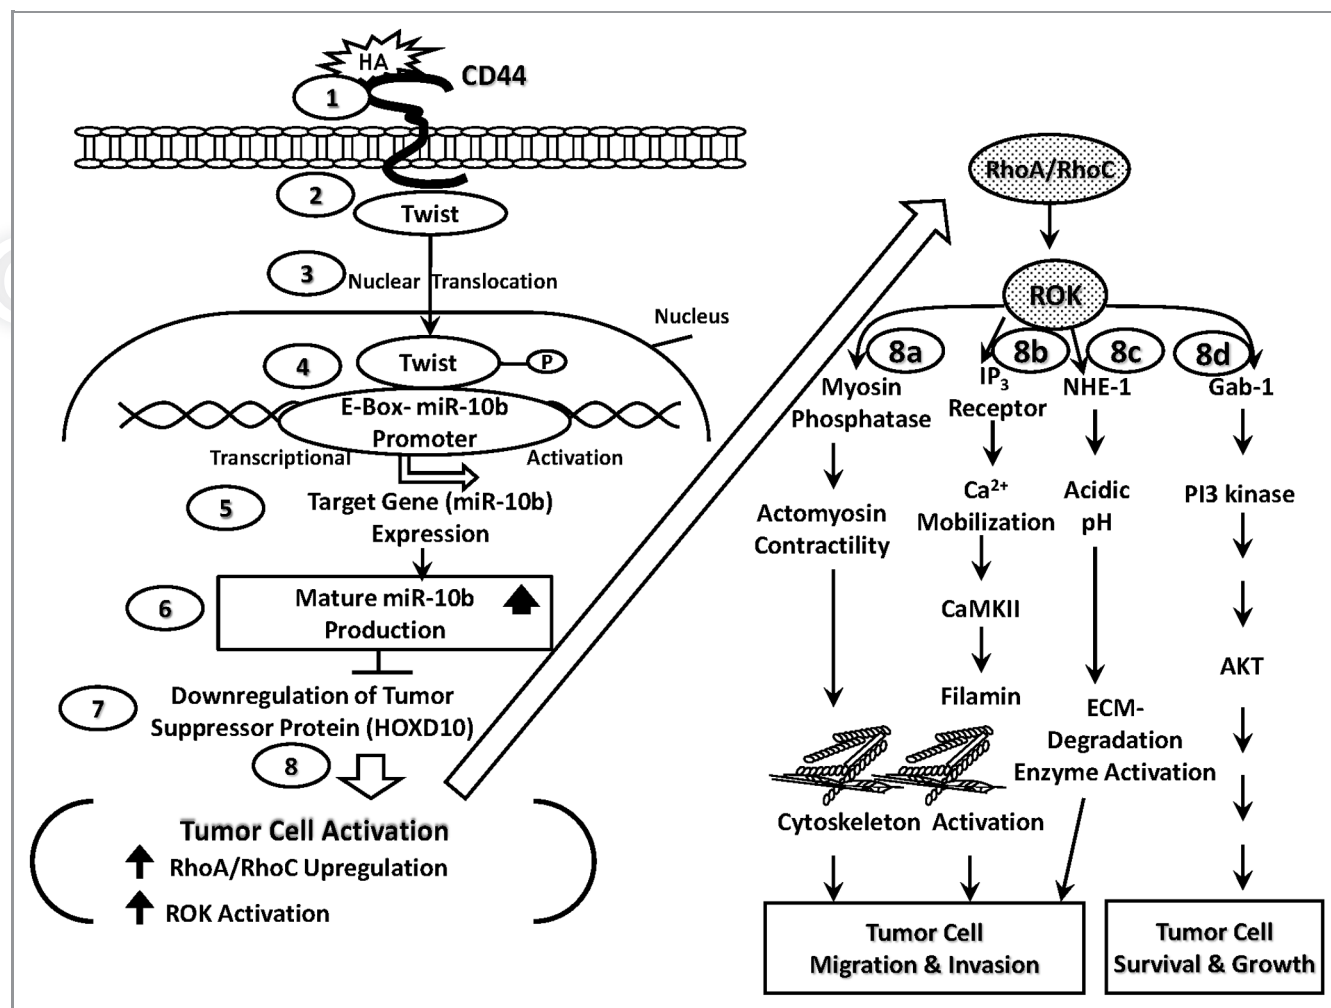 HA
CD44
1
2
Twist
3
Nuclear Translocation
Nucleus
4
Twist
P
E-Box- miR-10b
Promoter
Transcriptional
Activation
5
Target Gene (miR-10b)
Expression
6
Mature miR-10b
Production
7
Downregulation of Tumor
Suppressor Protein (HOXD10)
8
Tumor Cell Activation
RhoA/RhoC Upregulation
ROK Activation
RhoA/RhoC
ROK
8a
8b
8c
8d
Myosin
Phosphatase
Actomyosin
Contractility
IP3
Receptor
Ca2+
Mobilization
CaMKII
Filamin
Cytoskeleton Activation
NHE-1
Acidic
pH
ECM-
Degradation
Enzyme Activation
Gab-1
PI3 kinase
AKT
Tumor Cell
Migration & Invasion
Tumor Cell
Survival & Growth